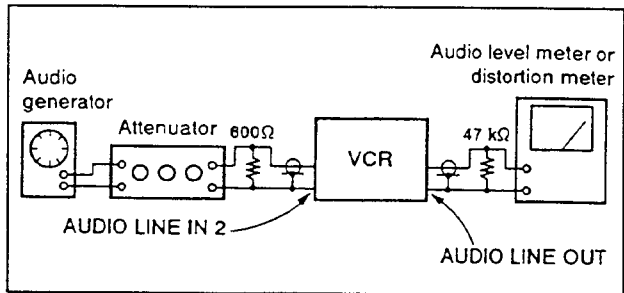 Audio level meter or
distortion meter
Audio
generator
Attenuator
600Ω
VCR
47 kΩ
AUDIO LINE IN 2
AUDIO LINE OUT